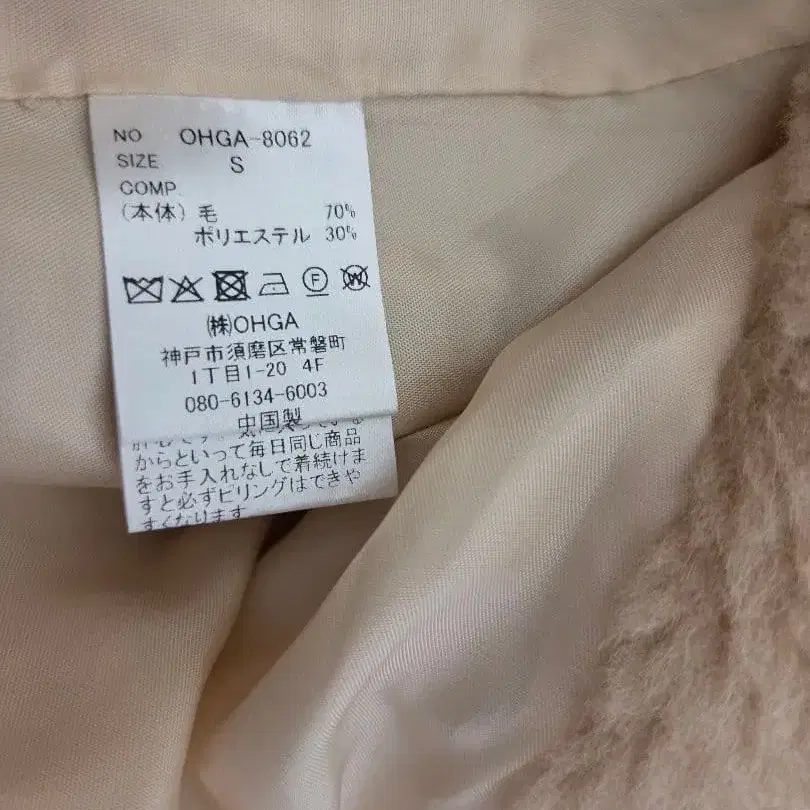 NO OHGA-8062
SIZE S
COMP.
(本体) 毛 70%
ポリエステル 30%
F W
㈱OHGA
神戸市須磨区常磐町
1丁目1-20 4F
080-6134-6003
中国製
からといって毎日同じ商品
をお手入れなしで着続けま
すと必ずピリングはできや
すくなります